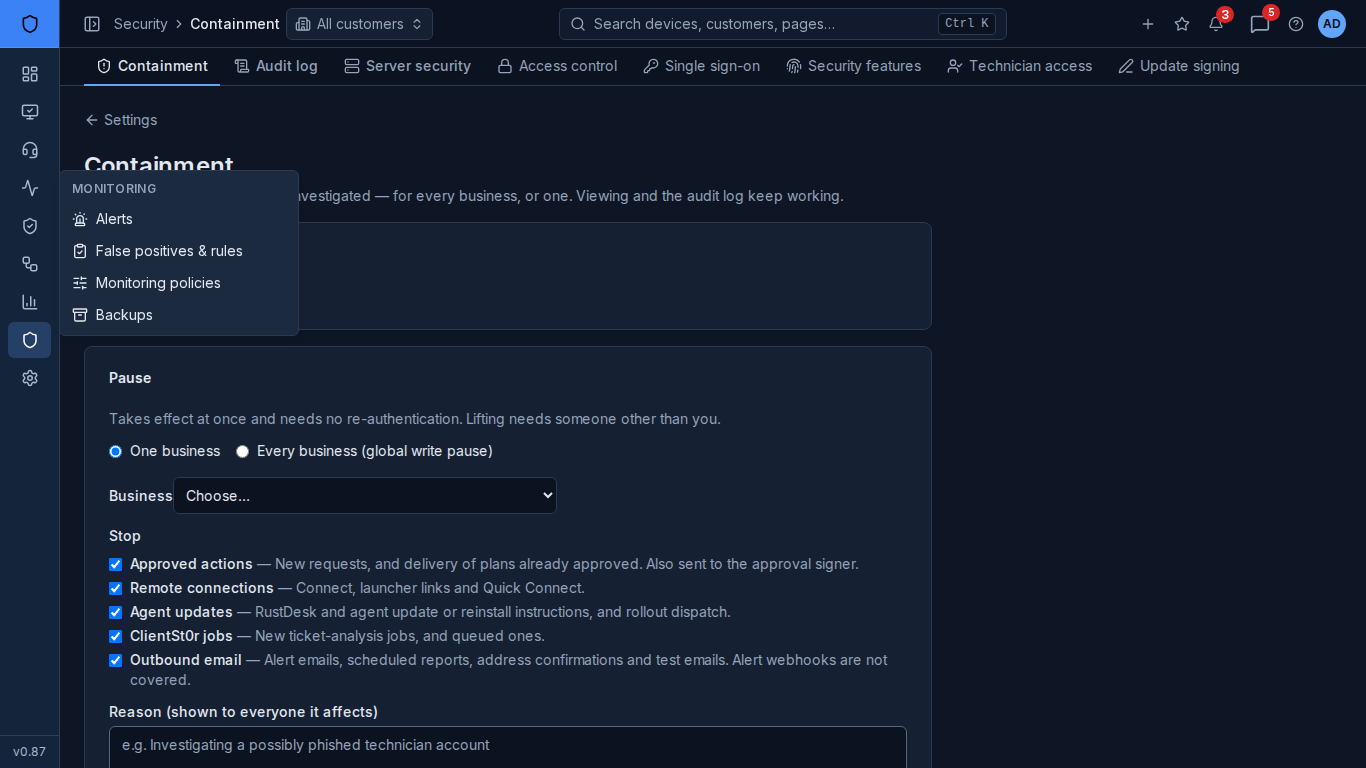 Security > Containment All customers Search devices, customers, pages… Ctrl K 3 5 AD
Containment Audit log Server security Access control Single sign-on Security features Technician access Update signing
← Settings
Containment
nvestigated — for every business, or one. Viewing and the audit log keep working.
MONITORING
Alerts
False positives & rules
Monitoring policies
Backups
Pause
Takes effect at once and needs no re-authentication. Lifting needs someone other than you.
One business Every business (global write pause)
Business Choose...
Stop
Approved actions — New requests, and delivery of plans already approved. Also sent to the approval signer.
Remote connections — Connect, launcher links and Quick Connect.
Agent updates — RustDesk and agent update or reinstall instructions, and rollout dispatch.
ClientSt0r jobs — New ticket-analysis jobs, and queued ones.
Outbound email — Alert emails, scheduled reports, address confirmations and test emails. Alert webhooks are not
covered.
Reason (shown to everyone it affects)
e.g. Investigating a possibly phished technician account
v0.87